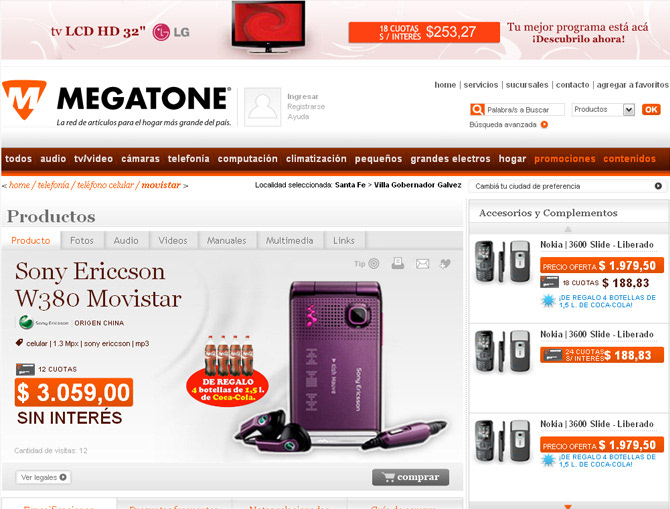 tv LCD HD 32" LG
18 CUOTAS
S / INTERÉS $253,27
Tu mejor programa está acá
¡Descubrilo ahora!
MEGATONE
La red de artículos para el hogar más grande del país.
Ingresar
Registrarse
Ayuda
home | servicios | sucursales | contacto | agregar a favoritos
Palabra/s a Buscar Productos OK
Búsqueda avanzada
todos audio tv/video cámaras telefonía computación climatización pequeños grandes electros hogar promociones contenidos
< home / telefonía / teléfono celular / movistar >
Localidad seleccionada: Santa Fe > Villa Gobernador Galvez
Cambiá tu ciudad de preferencia
Productos
Producto Fotos Audio Videos Manuales Multimedia Links
Tip
Sony Ericcson
W380 Movistar
Sony Ericsson ORIGEN CHINA
celular | 1.3 Mpx | sony ericcson | mp3
12 CUOTAS
$ 3.059,00
SIN INTERÉS
DE REGALO
4 botellas de 1,5 l.
de Coca-Cola.
Sony Ericsson
Cantidad de visitas: 12
Ver legales
comprar
Accesorios y Complementos
Nokia | 3600 Slide - Liberado
PRECIO OFERTA $ 1.979,50
18 CUOTAS $ 188,83
¡DE REGALO 4 BOTELLAS DE
1,5 L. DE COCA-COLA!
Nokia | 3600 Slide - Liberado
24 CUOTAS
S/ INTERÉS $ 188,83
Nokia | 3600 Slide - Liberado
PRECIO OFERTA $ 1.979,50
¡DE REGALO 4 BOTELLAS DE
1,5 L. DE COCA-COLA!